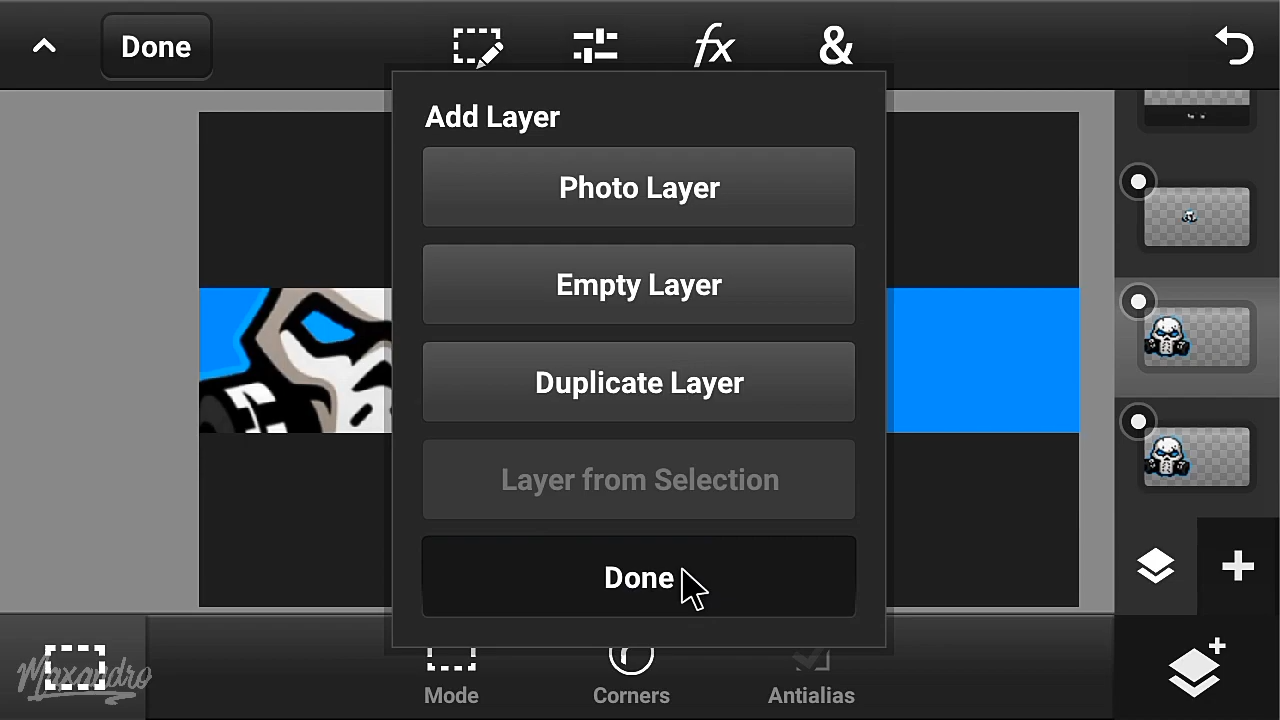 Done
fx
&
Add Layer
Photo Layer
Empty Layer
Duplicate Layer
Layer from Selection
Done
Mode
Corners
Antialias
Maxandro